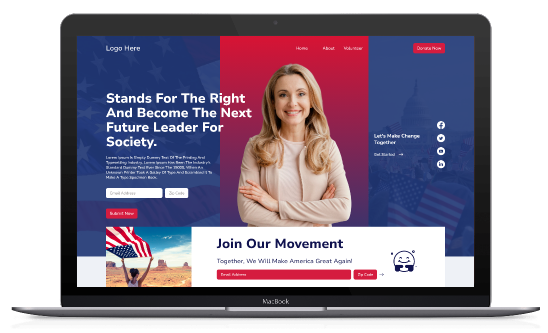 Logo Here
Home About Volunteer
Donate Now
Stands For The Right
And Become The Next
Future Leader For
Society.
Lorem Ipsum Is Simply Dummy Text Of The Printing And
Typesetting Industry. Lorem Ipsum Has Been The Industry's
Standard Dummy Text Ever Since The 1500s, When An
Unknown Printer Took A Galley Of Type And Scrambled It To
Make A Type Specimen Book.
Email Address
Zip Code
Submit Now
Let's Make Change
Together
Get Started
Join Our Movement
Together, We Will Make America Great Again!
Email Address
Zip Code
MacBook